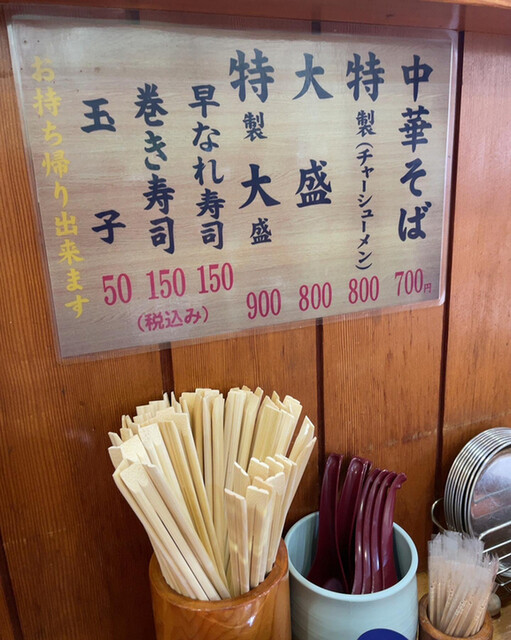 中華そば 700円
特製(チャーシューメン) 800
大盛 800
特製大盛 900
早なれ寿司 150
巻き寿司 150
玉子 50
(税込み)
お持ち帰り出来ます